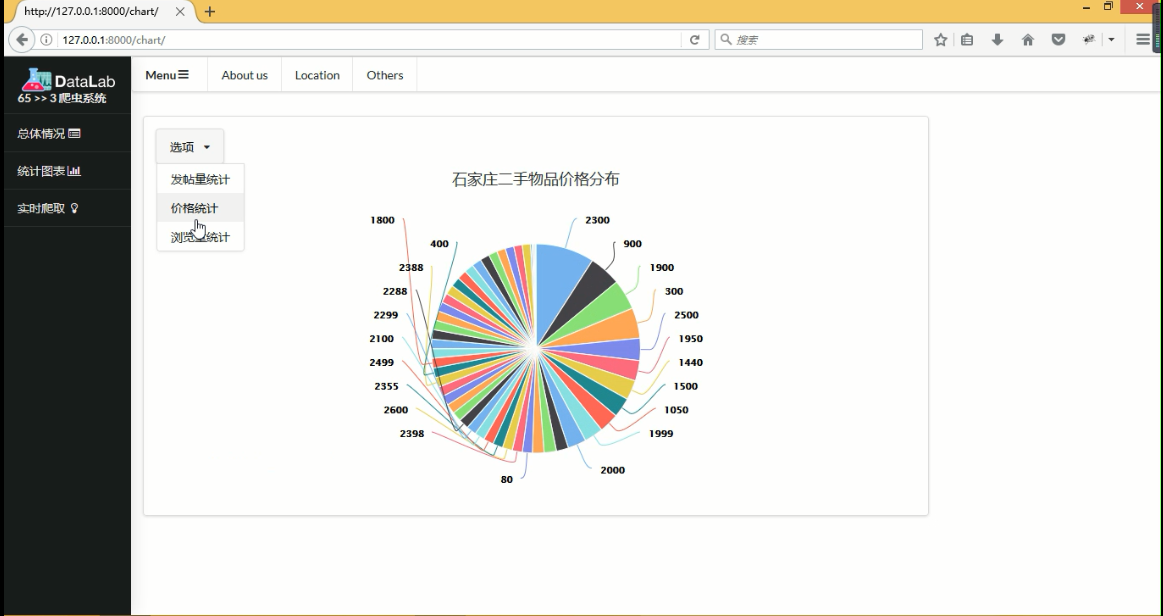 http://127.0.0.1:8000/chart/
127.0.0.1:8000/chart/
搜索
DataLab
65 >> 3 爬虫系统
Menu
About us
Location
Others
总体情况
统计图表
实时爬取
选项
发帖量统计
价格统计
浏览量统计
石家庄二手物品价格分布
1800
2300
400
900
2388
1900
2288
300
2299
2500
2100
1950
2499
1440
2355
1500
2600
1050
2398
1999
80
2000